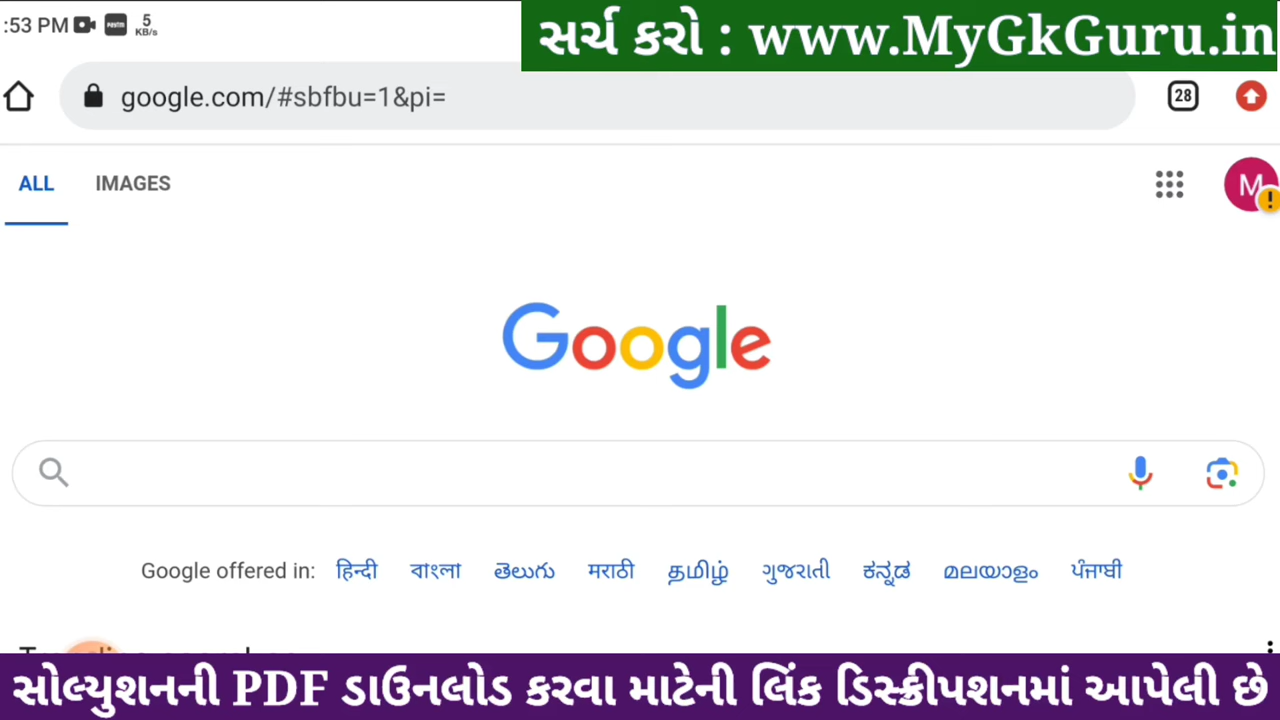 :53 PM 5 KB/s
સર્ચ કરો : www.MyGkGuru.in
google.com/#sbfbu=1&pi= 28
ALL IMAGES M
Google
Google offered in: हिन्दी বাংলা తెలుగు मराठी தமிழ் ગુજરાતી ಕನ್ನಡ മലയാളം ਪੰਜਾਬੀ
સોલ્યુશનની PDF ડાઉનલોડ કરવા માટેની લિંક ડિસ્ક્રીપશનમાં આપેલી છે